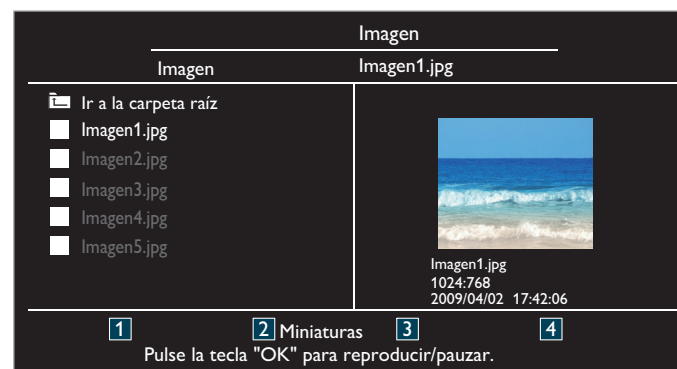 Imagen
Imagen
Imagen1.jpg
Ir a la carpeta raíz
Imagen1.jpg
Imagen2.jpg
Imagen3.jpg
Imagen4.jpg
Imagen5.jpg
Imagen1.jpg
1024:768
2009/04/02 17:42:06
1 2 Miniaturas 3 4
Pulse la tecla "OK" para reproducir/pauzar.